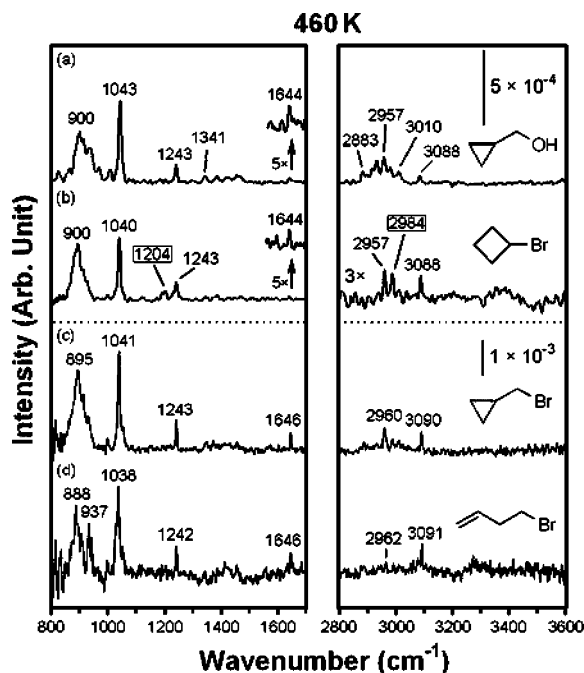 460 K
(a)
900
1043
1243
1341
1644
5×
2883
2957
3010
3088
5 × 10⁻⁴
OH
(b)
900
1040
1204
1243
1644
5×
3×
2957
2984
3088
Br
(c)
895
1041
1243
1646
2960
3090
1 × 10⁻³
Br
(d)
888
937
1038
1242
1646
2962
3091
Br
Intensity (Arb. Unit)
800 1000 1200 1400 1600 2800 3000 3200 3400 3600
Wavenumber (cm⁻¹)